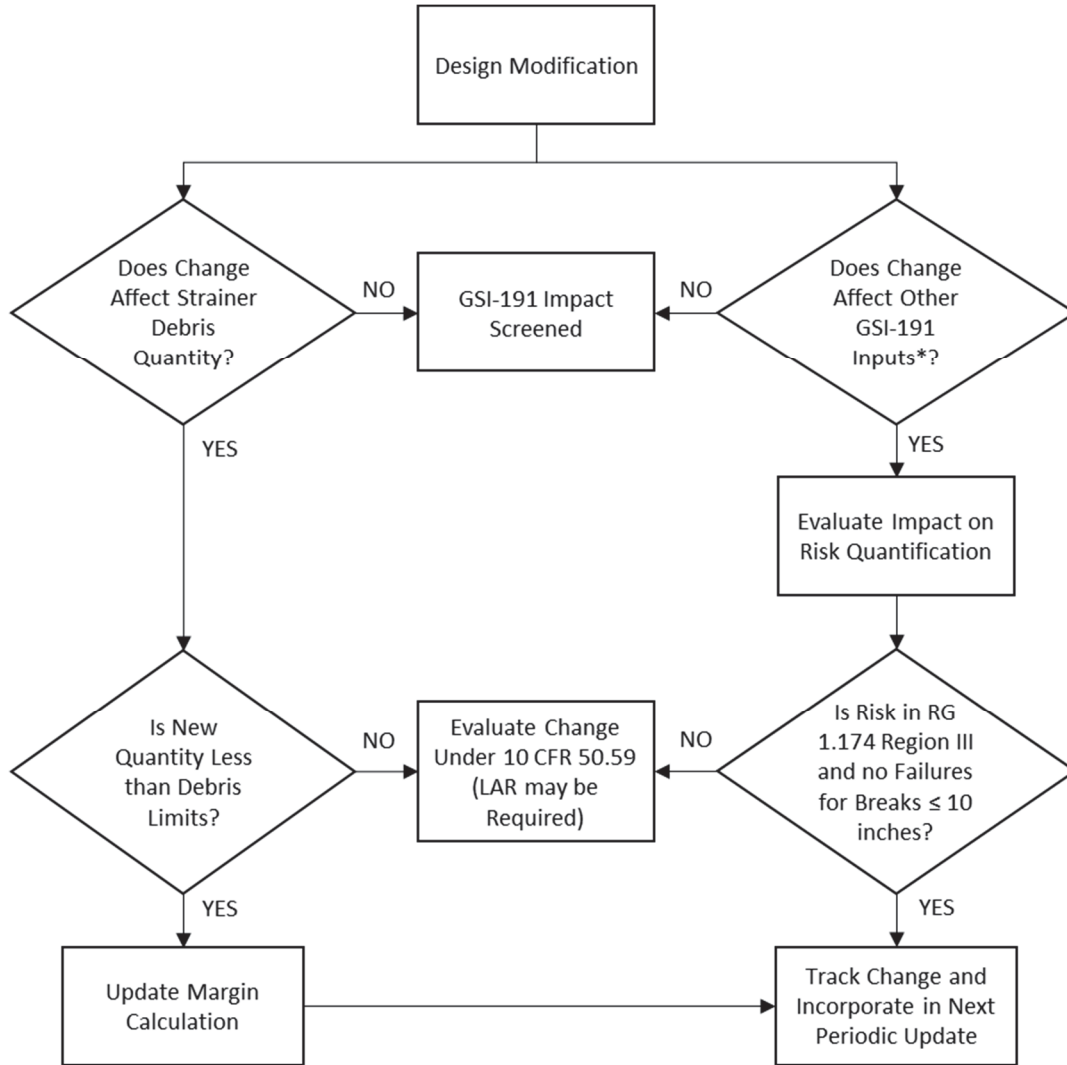 Design Modification
Does Change
Affect Strainer
Debris
Quantity?
NO
GSI-191 Impact
Screened
NO
Does Change
Affect Other
GSI-191
Inputs*?
YES
YES
Evaluate Impact on
Risk Quantification
Is New
Quantity Less
than Debris
Limits?
NO
Evaluate Change
Under 10 CFR 50.59
(LAR may be
Required)
NO
Is Risk in RG
1.174 Region III
and no Failures
for Breaks ≤ 10
inches?
YES
YES
Update Margin
Calculation
Track Change and
Incorporate in Next
Periodic Update